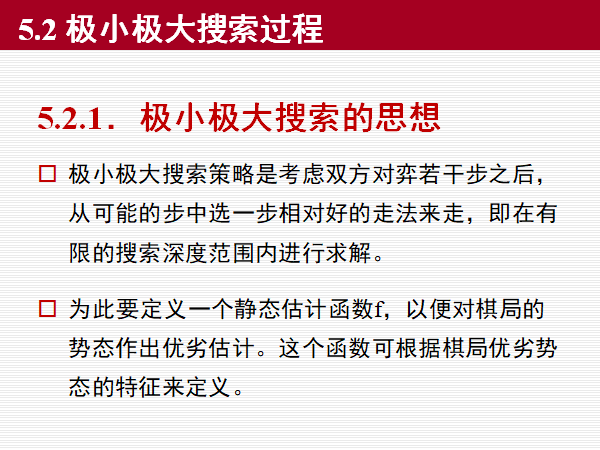 5.2 极小极大搜索过程
5.2.1．极小极大搜索的思想
极小极大搜索策略是考虑双方对弈若干步之后，
从可能的步中选一步相对好的走法来走，即在有
限的搜索深度范围内进行求解。
为此要定义一个静态估计函数f，以便对棋局的
势态作出优劣估计。这个函数可根据棋局优劣势
态的特征来定义。